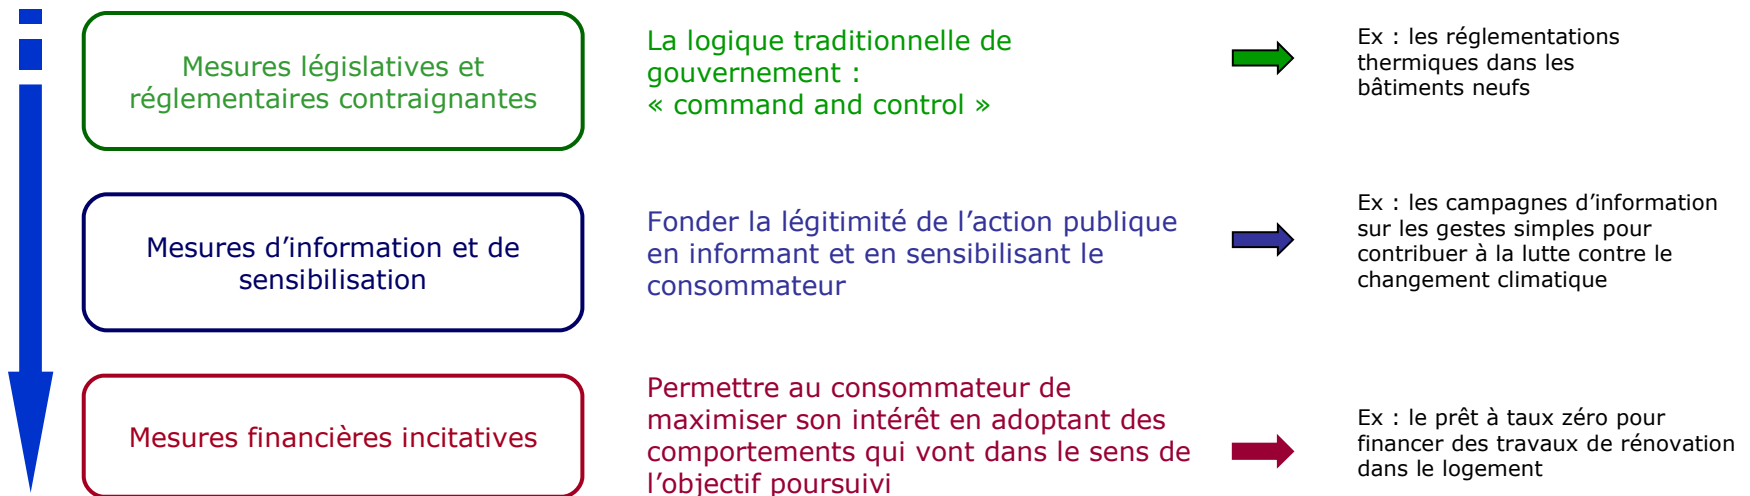 Mesures législatives et
réglementaires contraignantes
La logique traditionnelle de
gouvernement :
« command and control »
Ex : les réglementations
thermiques dans les
bâtiments neufs
Mesures d’information et de
sensibilisation
Fonder la légitimité de l’action publique
en informant et en sensibilisant le
consommateur
Ex : les campagnes d’information
sur les gestes simples pour
contribuer à la lutte contre le
changement climatique
Mesures financières incitatives
Permettre au consommateur de
maximiser son intérêt en adoptant des
comportements qui vont dans le sens de
l’objectif poursuivi
Ex : le prêt à taux zéro pour
financer des travaux de rénovation
dans le logement